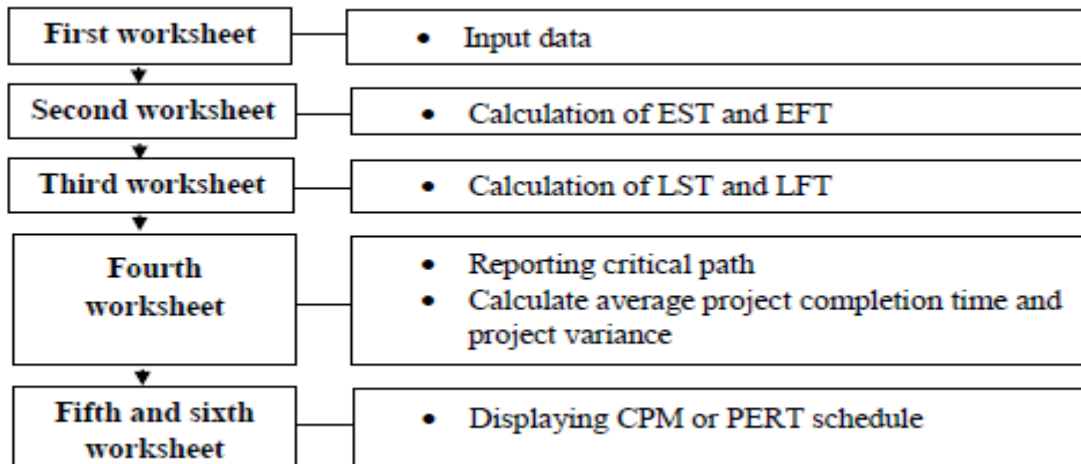 First worksheet
• Input data
Second worksheet
• Calculation of EST and EFT
Third worksheet
• Calculation of LST and LFT
Fourth
worksheet
• Reporting critical path
• Calculate average project completion time and
project variance
Fifth and sixth
worksheet
• Displaying CPM or PERT schedule